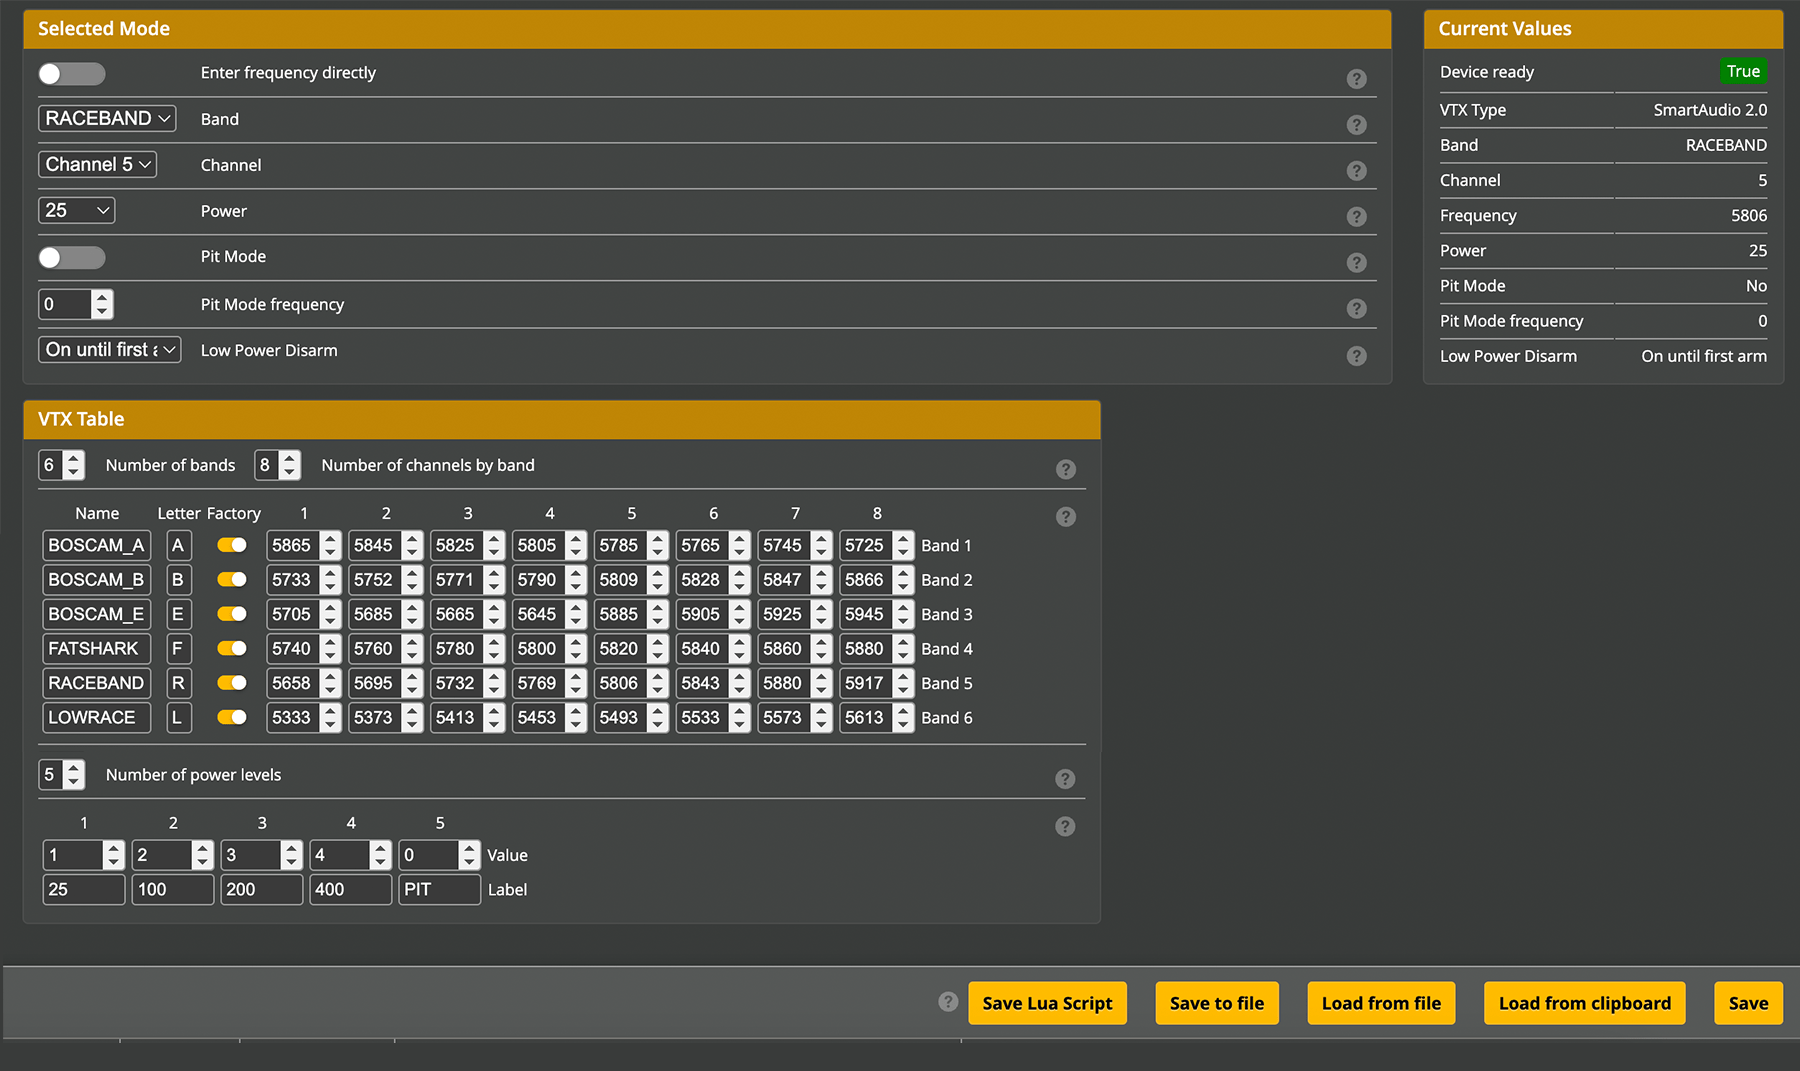 Selected Mode
Enter frequency directly ?
RACEBAND Band ?
Channel 5 Channel ?
25 Power ?
Pit Mode ?
0 Pit Mode frequency ?
On until first Low Power Disarm ?
Current Values
Device ready True
VTX Type SmartAudio 2.0
Band RACEBAND
Channel 5
Frequency 5806
Power 25
Pit Mode No
Pit Mode frequency 0
Low Power Disarm On until first arm
VTX Table
6 Number of bands 8 Number of channels by band ?
Name Letter Factory 1 2 3 4 5 6 7 8 ?
BOSCAM_A A 5865 5845 5825 5805 5785 5765 5745 5725 Band 1
BOSCAM_B B 5733 5752 5771 5790 5809 5828 5847 5866 Band 2
BOSCAM_E E 5705 5685 5665 5645 5885 5905 5925 5945 Band 3
FATSHARK F 5740 5760 5780 5800 5820 5840 5860 5880 Band 4
RACEBAND R 5658 5695 5732 5769 5806 5843 5880 5917 Band 5
LOWRACE L 5333 5373 5413 5453 5493 5533 5573 5613 Band 6
5 Number of power levels ?
1 2 3 4 5 ?
1 2 3 4 0 Value
25 100 200 400 PIT Label
? Save Lua Script Save to file Load from file Load from clipboard Save